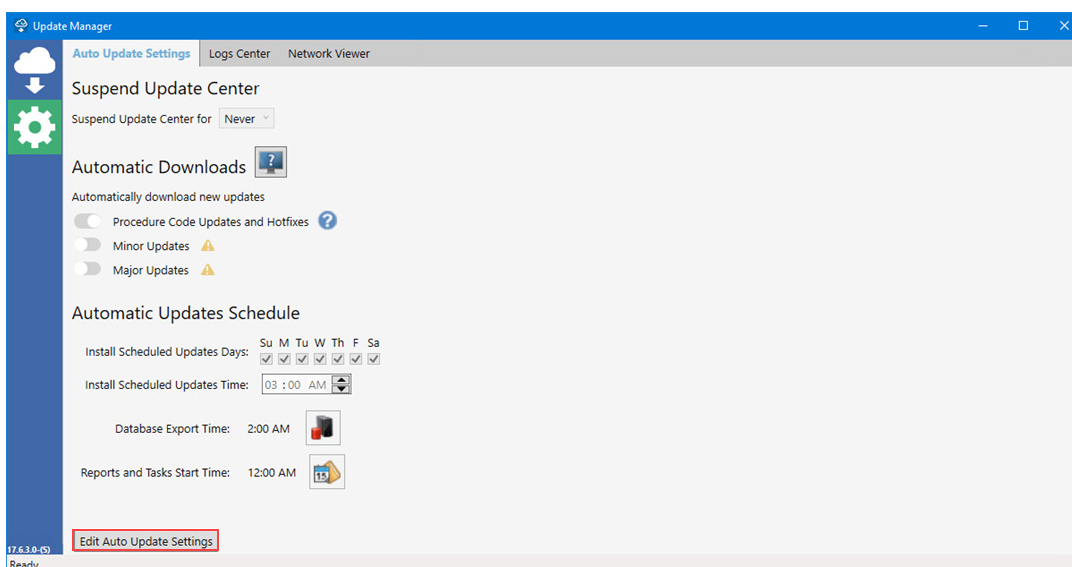 Update Manager
Auto Update Settings Logs Center Network Viewer
Suspend Update Center
Suspend Update Center for Never
Automatic Downloads ?
Automatically download new updates
Procedure Code Updates and Hotfixes ?
Minor Updates
Major Updates
Automatic Updates Schedule
Su M Tu W Th F Sa
Install Scheduled Updates Days:
Install Scheduled Updates Time: 03 : 00 AM
Database Export Time: 2:00 AM
Reports and Tasks Start Time: 12:00 AM 15
Edit Auto Update Settings
17.6.3.0-(S)
Ready